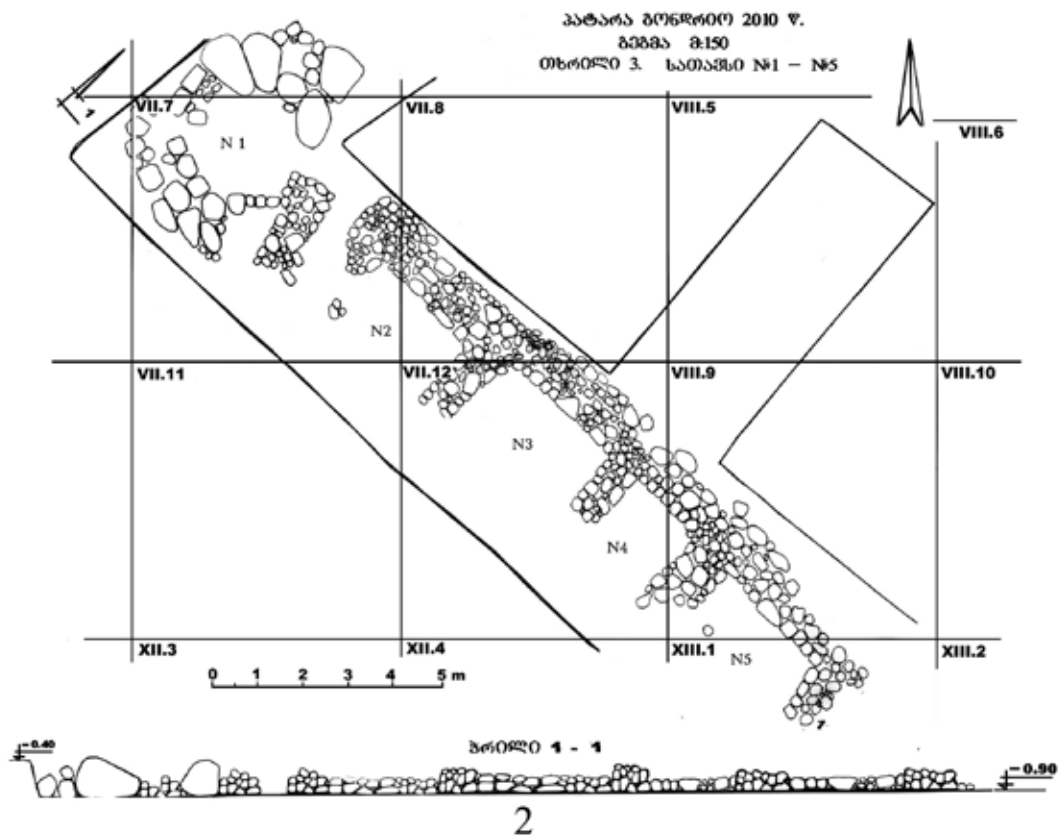 პატარა გონდრიო 2010 წ.
გეგმა მ:150
თხრილი 3. სათავსი №1 – №5
1
VII.7
VII.8
VIII.5
VIII.6
N 1
N2
VII.11
VII.12
VIII.9
VIII.10
N3
N4
XII.3
XII.4
XIII.1
XIII.2
N5
0 1 2 3 4 5 m
1
ჭრილი 1 - 1
-0.40
-0.90
2